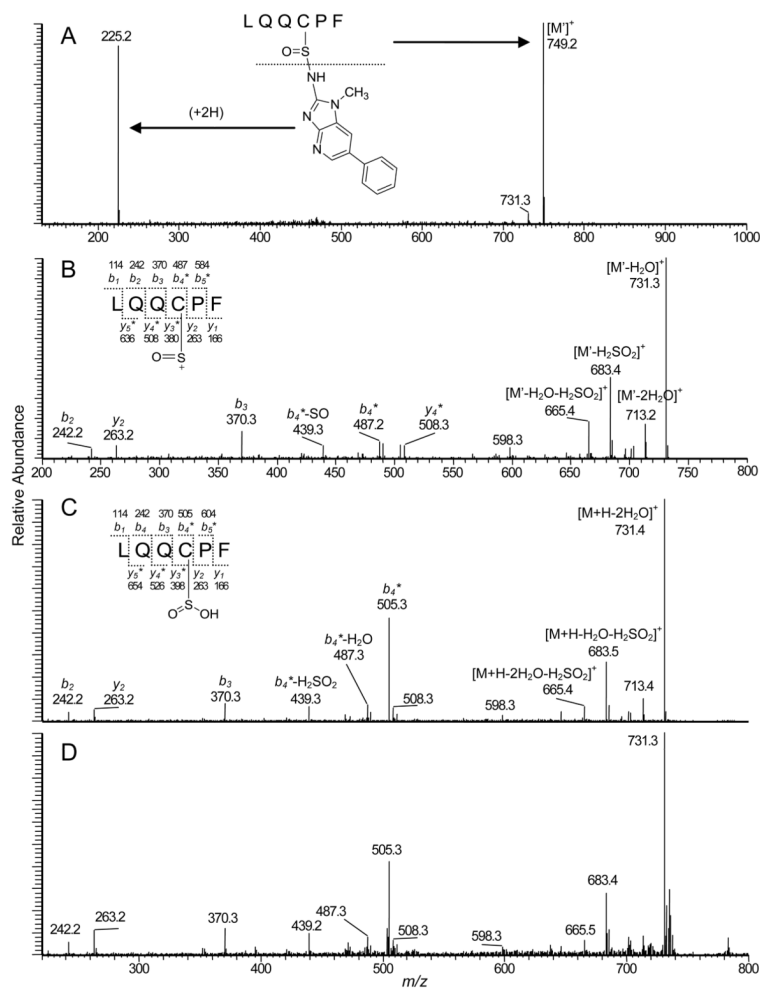 A
225.2
L Q Q C P F
O=S
NH
CH3
N
N
N
(+2H)
[M']+
749.2
731.3
200 300 400 500 600 700 800 900 1000
B
114 242 370 487 584
b1 b2 b3 b4* b5*
L Q Q C P F
y5* y4* y3* y2 y1
636 508 380 263 166
O=S
+
b2
242.2
y2
263.2
b3
370.3
b4*-SO
439.3
b4*
487.2
y4*
508.3
598.3
[M'-H2O-H2SO2]+
665.4
[M'-H2SO2]+
683.4
[M'-2H2O]+
713.2
[M'-H2O]+
731.3
200 250 300 350 400 450 500 550 600 650 700 750 800
Relative Abundance
C
114 242 370 505 604
b1 b4 b3 b4* b5*
L Q Q C P F
y5* y4* y3* y2 y1
654 526 398 263 166
S
O OH
b2
242.2
y2
263.2
b3
370.3
b4*-H2SO2
439.3
b4*-H2O
487.3
b4*
505.3
508.3
598.3
[M+H-2H2O-H2SO2]+
665.4
[M+H-H2O-H2SO2]+
683.5
713.4
[M+H-2H2O]+
731.4
D
242.2
263.2
370.3
439.2
487.3
505.3
508.3
598.3
665.5
683.4
731.3
300 400 500 600 700 800
m/z